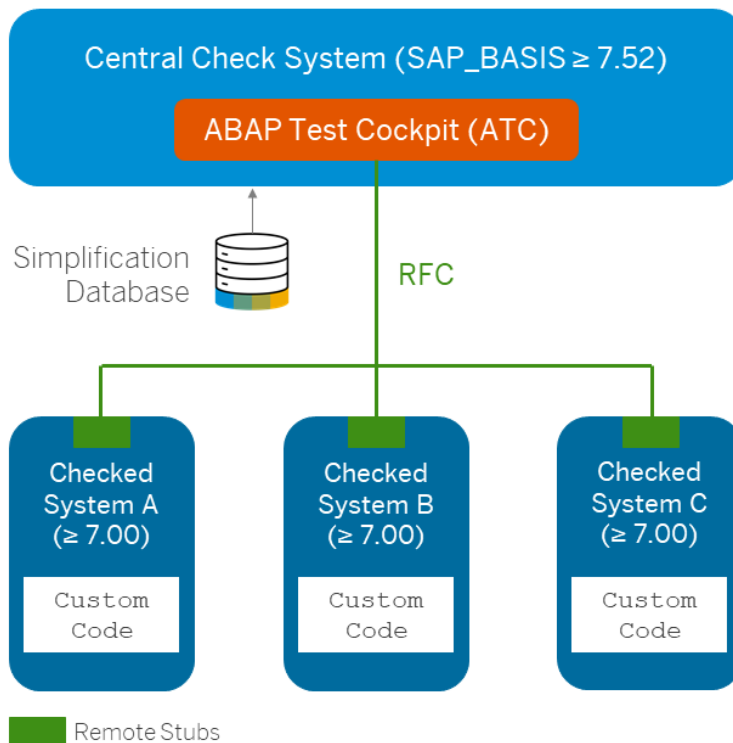 Central Check System (SAP_BASIS ≥ 7.52)
ABAP Test Cockpit (ATC)
Simplification
Database
RFC
Checked
System A
(≥ 7.00)
Custom
Code
Checked
System B
(≥ 7.00)
Custom
Code
Checked
System C
(≥ 7.00)
Custom
Code
Remote Stubs